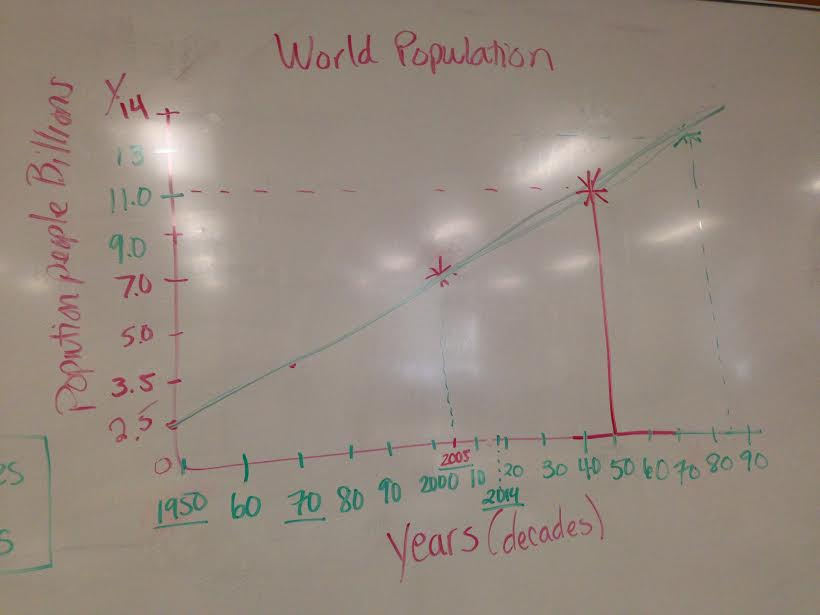 World Population
Y
14
13
11.0
9.0
7.0
5.0
3.5
2.5
0
Popution people Billions
1950 60 70 80 90 2000 2005 10 2014 20 30 40 50 60 70 80 90
Years (decades)
es
s